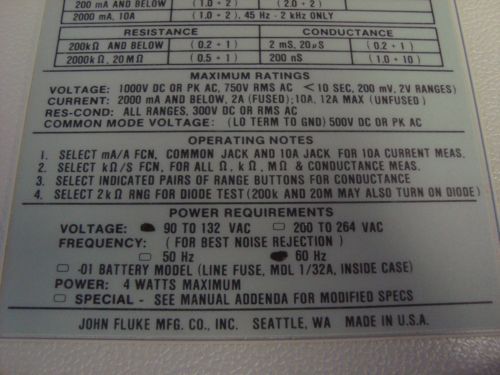 200 mA AND BELOW (1.0 + 2) (2.0 + 2)
2000 mA, 10A (1.0 + 2), 45 Hz - 2 kHz ONLY
RESISTANCE CONDUCTANCE
200kΩ AND BELOW (0.2 + 1) 2 mS, 20µS (0.2 + 1)
2000kΩ, 20MΩ (0.5 + 1) 200 nS (1.0 + 10)
MAXIMUM RATINGS
VOLTAGE: 1000V DC OR PK AC, 750V RMS AC < 10 SEC, 200 mV, 2V RANGES)
CURRENT: 2000 mA AND BELOW, 2A (FUSED); 10A, 12A MAX (UNFUSED)
RES-COND: ALL RANGES, 300V DC OR RMS AC
COMMON MODE VOLTAGE: (LO TERM TO GND) 500V DC OR PK AC
OPERATING NOTES
1. SELECT mA/A FCN, COMMON JACK AND 10A JACK FOR 10A CURRENT MEAS.
2. SELECT kΩ/S FCN, FOR ALL Ω, kΩ, MΩ & CONDUCTANCE MEAS.
3. SELECT INDICATED PAIRS OF RANGE BUTTONS FOR CONDUCTANCE
4. SELECT 2kΩ RNG FOR DIODE TEST (200k AND 20M MAY ALSO TURN ON DIODE)
POWER REQUIREMENTS
VOLTAGE: 90 TO 132 VAC 200 TO 264 VAC
FREQUENCY: (FOR BEST NOISE REJECTION)
50 Hz 60 Hz
-01 BATTERY MODEL (LINE FUSE, MDL 1/32A, INSIDE CASE)
POWER: 4 WATTS MAXIMUM
SPECIAL - SEE MANUAL ADDENDA FOR MODIFIED SPECS
JOHN FLUKE MFG. CO., INC. SEATTLE, WA MADE IN U.S.A.